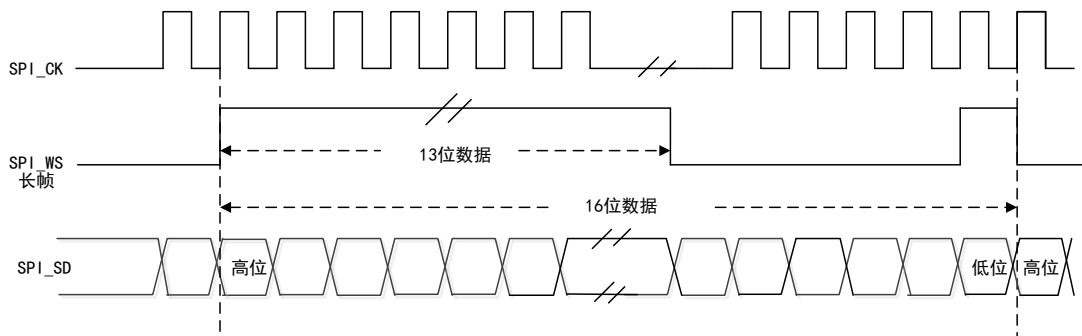 SPI_CK
SPI_WS
长帧
13位数据
16位数据
SPI_SD
高位
低位
高位